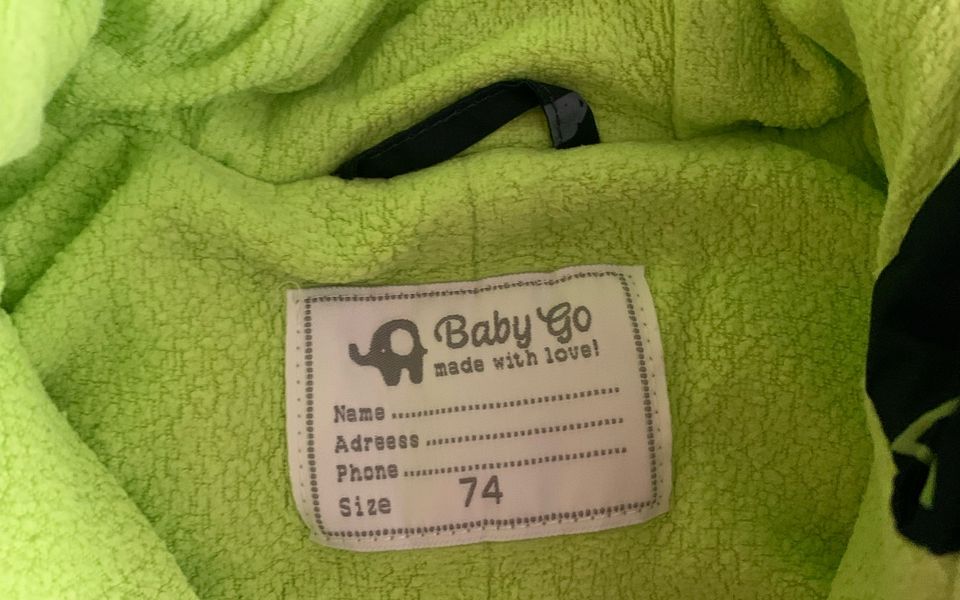 Baby Go
made with love!
Name
Adreess
Phone
Size 74